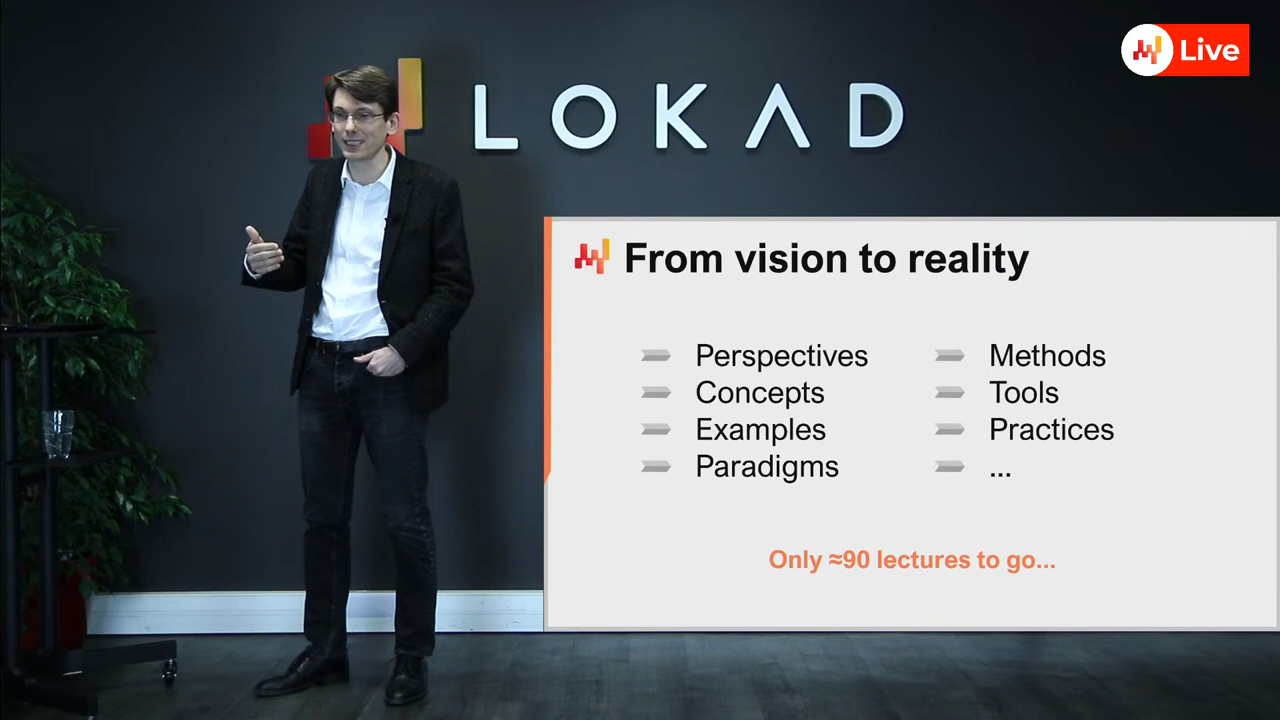 Live
LOKAD
From vision to reality
Perspectives
Concepts
Examples
Paradigms
Methods
Tools
Practices
...
Only ≈90 lectures to go...